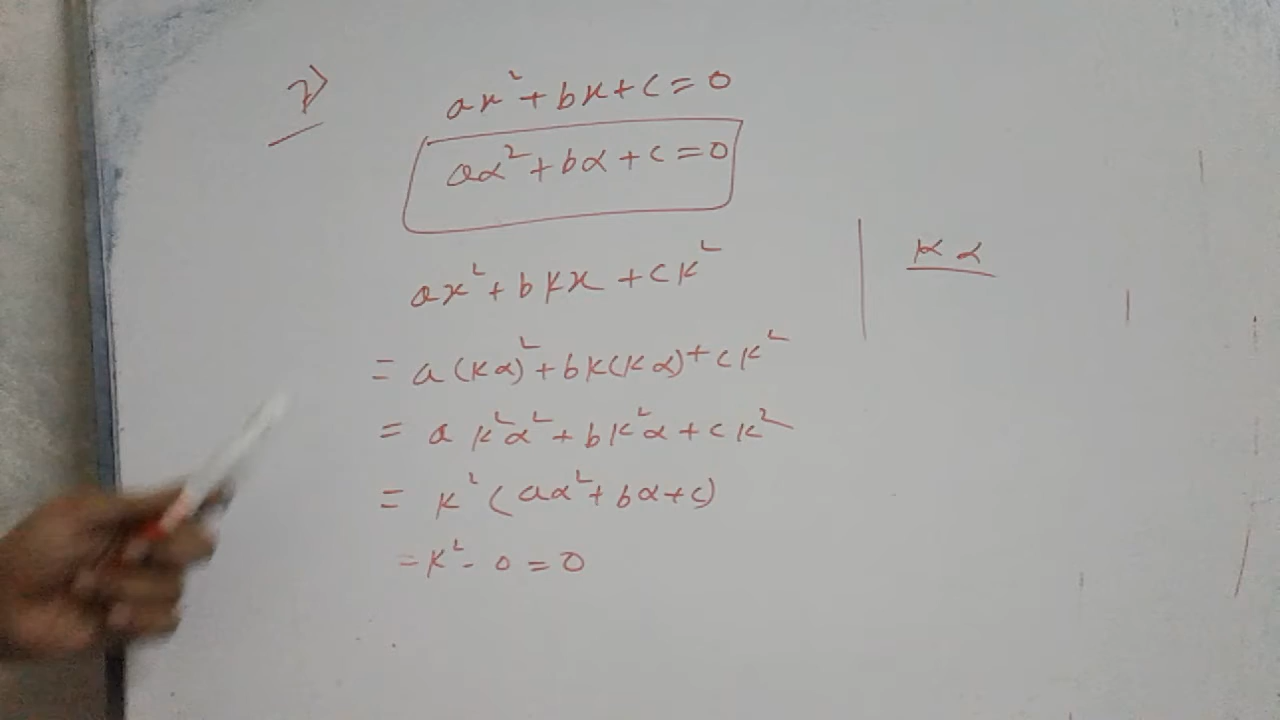 2)
ax² + bx + c = 0
aα² + bα + c = 0
ax² + bkx + ck²
kα
= a(kα)² + bk(kα) + ck²
= a k²α² + bk²α + ck²
= k² (aα² + bα + c)
= k² - 0 = 0